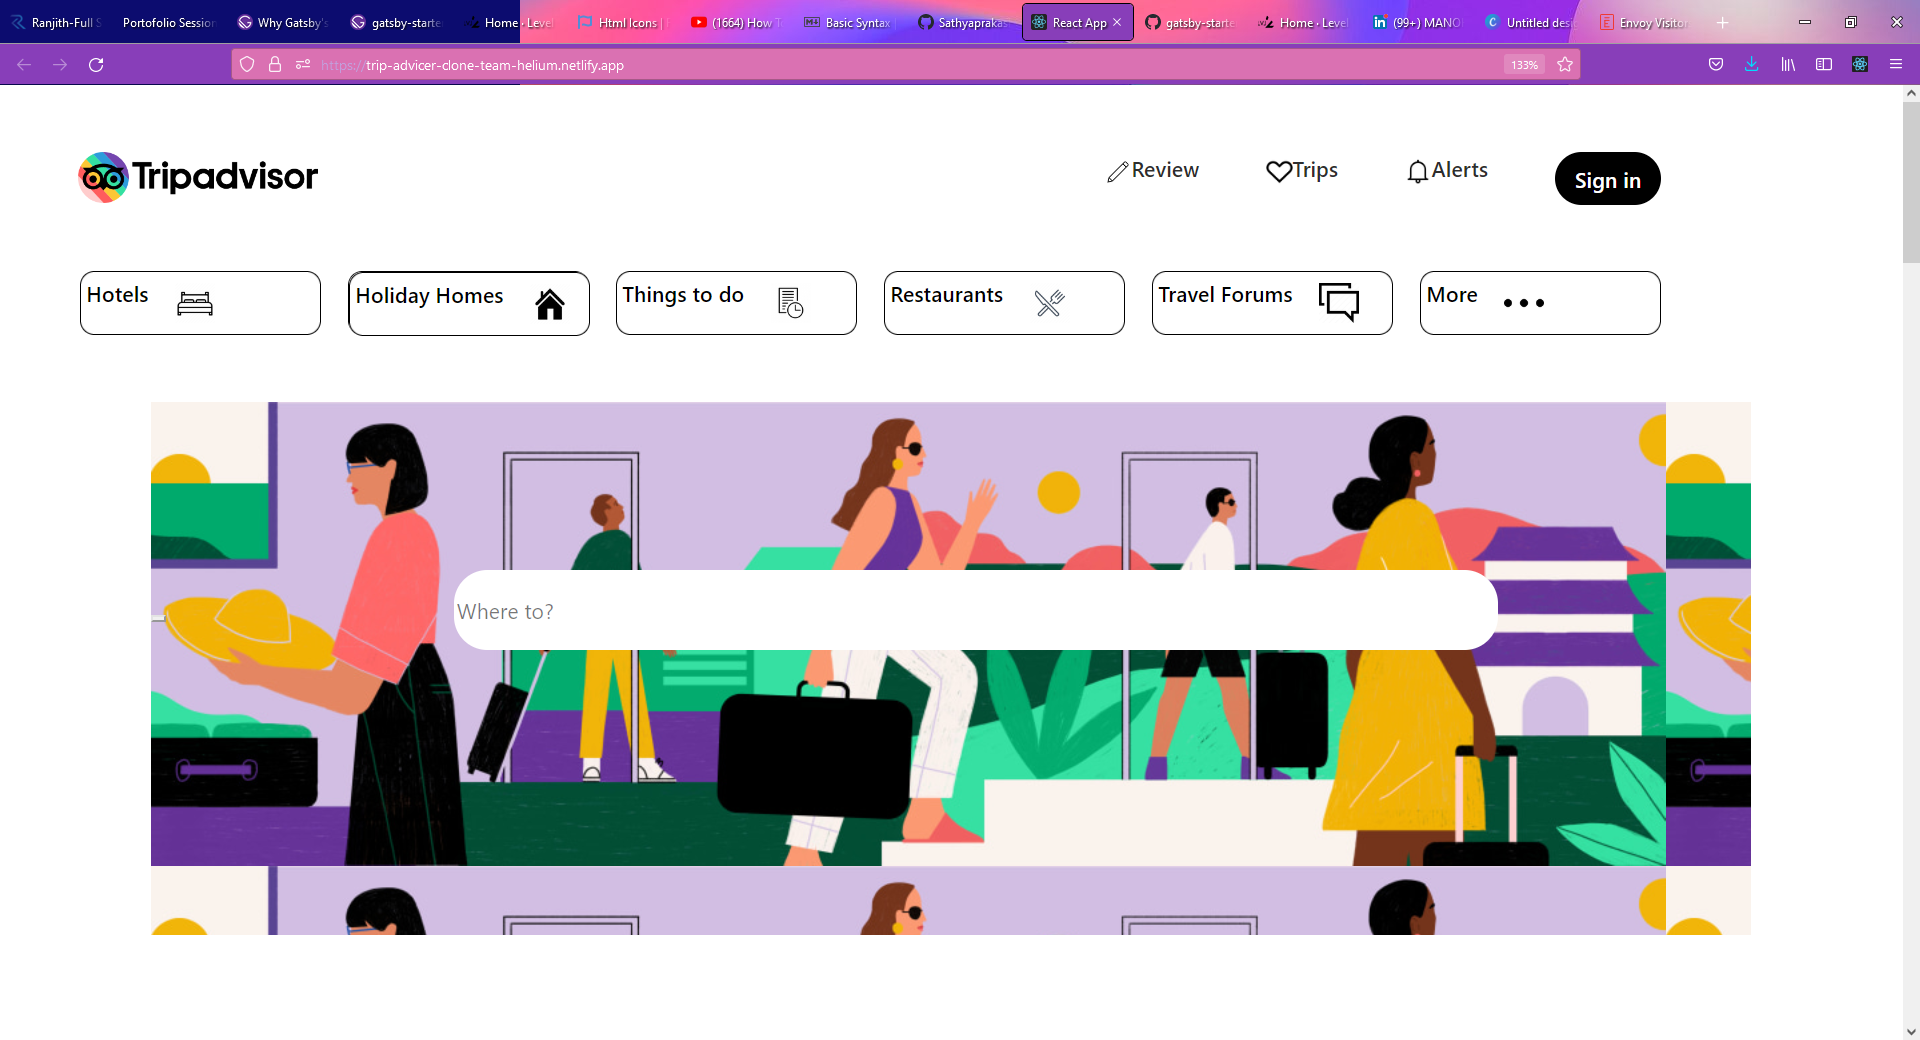 Ranjith-Full S
Portofolio Session
Why Gatsby's
gatsby-starte
Home · Level
Html Icons |
(1664) How T
Basic Syntax |
Sathyaprakas
React App
gatsby-starte
Home · Level
(99+) MANO
Untitled desi
Envoy Visitor
https://trip-advicer-clone-team-helium.netlify.app
133%
Tripadvisor
Review
Trips
Alerts
Sign in
Hotels
Holiday Homes
Things to do
Restaurants
Travel Forums
More
Where to?